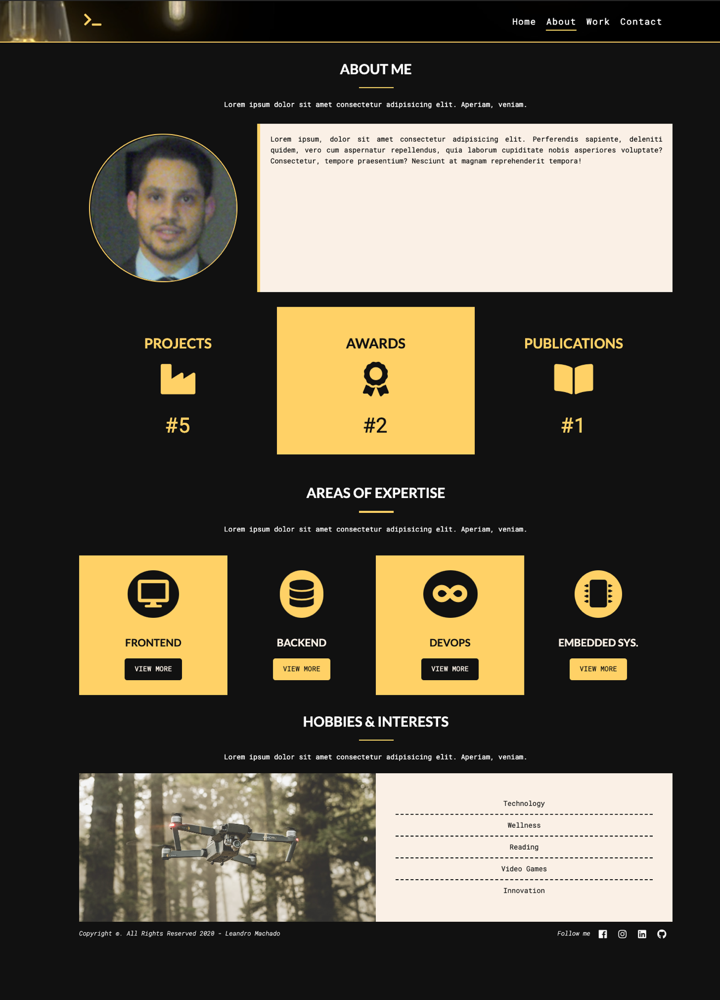 Home About Work Contact
ABOUT ME
Lorem ipsum dolor sit amet consectetur adipisicing elit. Aperiam, veniam.
Lorem ipsum, dolor sit amet consectetur adipisicing elit. Perferendis sapiente, deleniti
quidem, vero cum aspernatur repellendus, quia laborum cupiditate nobis asperiores voluptate?
Consectetur, tempore praesentium? Nesciunt at magnam reprehenderit tempora!
PROJECTS
#5
AWARDS
#2
PUBLICATIONS
#1
AREAS OF EXPERTISE
Lorem ipsum dolor sit amet consectetur adipisicing elit. Aperiam, veniam.
FRONTEND
VIEW MORE
BACKEND
VIEW MORE
DEVOPS
VIEW MORE
EMBEDDED SYS.
VIEW MORE
HOBBIES & INTERESTS
Lorem ipsum dolor sit amet consectetur adipisicing elit. Aperiam, veniam.
Technology
Wellness
Reading
Video Games
Innovation
Copyright ©. All Rights Reserved 2020 - Leandro Machado
Follow me